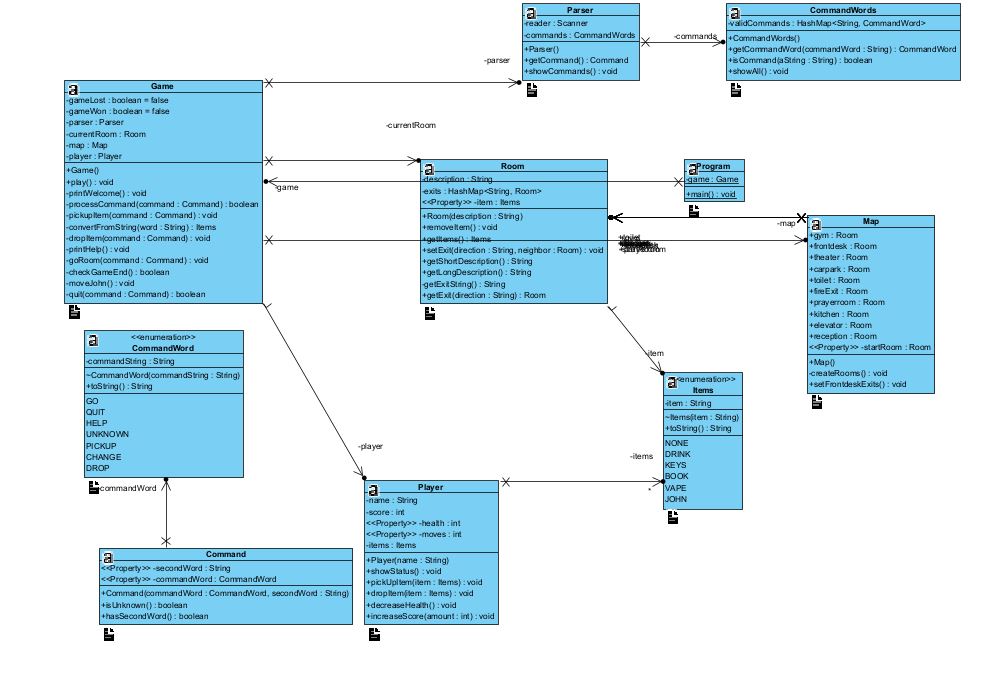 Parser
-reader : Scanner
-commands : CommandWords
+Parser()
+getCommand() : Command
+showCommands() : void
-commands
CommandWords
-validCommands : HashMap<String, CommandWord>
+CommandWords()
+getCommandWord(commandWord : String) : CommandWord
+isCommand(aString : String) : boolean
+showAll() : void
-parser
Game
-gameLost : boolean = false
-gameWon : boolean = false
-parser : Parser
-currentRoom : Room
-map : Map
-player : Player
+Game()
+play() : void
-printWelcome() : void
-processCommand(command : Command) : boolean
-pickupItem(command : Command) : void
-convertFromString(word : String) : Items
-dropItem(command : Command) : void
-printHelp() : void
-goRoom(command : Command) : void
-checkGameEnd() : boolean
-moveJohn() : void
-quit(command : Command) : boolean
-currentRoom
-game
Room
-description : String
-exits : HashMap<String, Room>
<<Property>> -item : Items
+Room(description : String)
+removeItem() : void
+getItems() : Items
+setExit(direction : String, neighbor : Room) : void
+getShortDescription() : String
+getLongDescription() : String
-getExitString() : String
+getExit(direction : String) : Room
Program
-game : Game
+main() : void
-map
+toilet
Map
+gym : Room
+frontdesk : Room
+theater : Room
+carpark : Room
+toilet : Room
+fireExit : Room
+prayerroom : Room
+kitchen : Room
+elevator : Room
+reception : Room
<<Property>> -startRoom : Room
+Map()
-createRooms() : void
+setFrontdeskExits() : void
<<enumeration>>
CommandWord
-commandString : String
~CommandWord(commandString : String)
+toString() : String
GO
QUIT
HELP
UNKNOWN
PICKUP
CHANGE
DROP
-commandWord
-item
<<enumeration>>
Items
-item : String
~Items(item : String)
+toString() : String
NONE
DRINK
KEYS
BOOK
VAPE
JOHN
-player
-items
*
Player
-name : String
-score : int
<<Property>> -health : int
<<Property>> -moves : int
-items : Items
+Player(name : String)
+showStatus() : void
+pickUpItem(item : Items) : void
+dropItem(item : Items) : void
+decreaseHealth() : void
+increaseScore(amount : int) : void
Command
<<Property>> -secondWord : String
<<Property>> -commandWord : CommandWord
+Command(commandWord : CommandWord, secondWord : String)
+isUnknown() : boolean
+hasSecondWord() : boolean